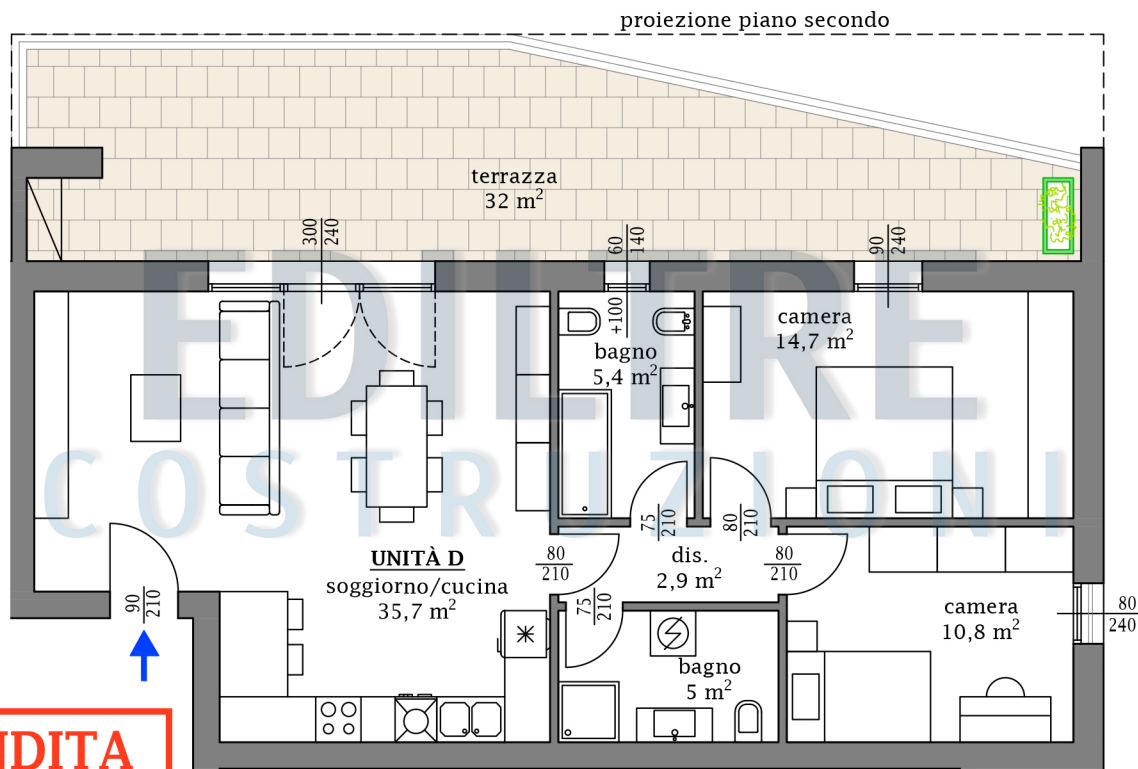 proiezione piano secondo
terrazza
32 m²
300
240
60
140
90
240
+100
bagno
5,4 m²
camera
14,7 m²
EDILTRE
COSTRUZIONI
75
210
80
210
UNITÀ D
soggiorno/cucina
35,7 m²
80
210
dis.
2,9 m²
80
210
90
210
75
210
camera
10,8 m²
80
240
bagno
5 m²
NDITA